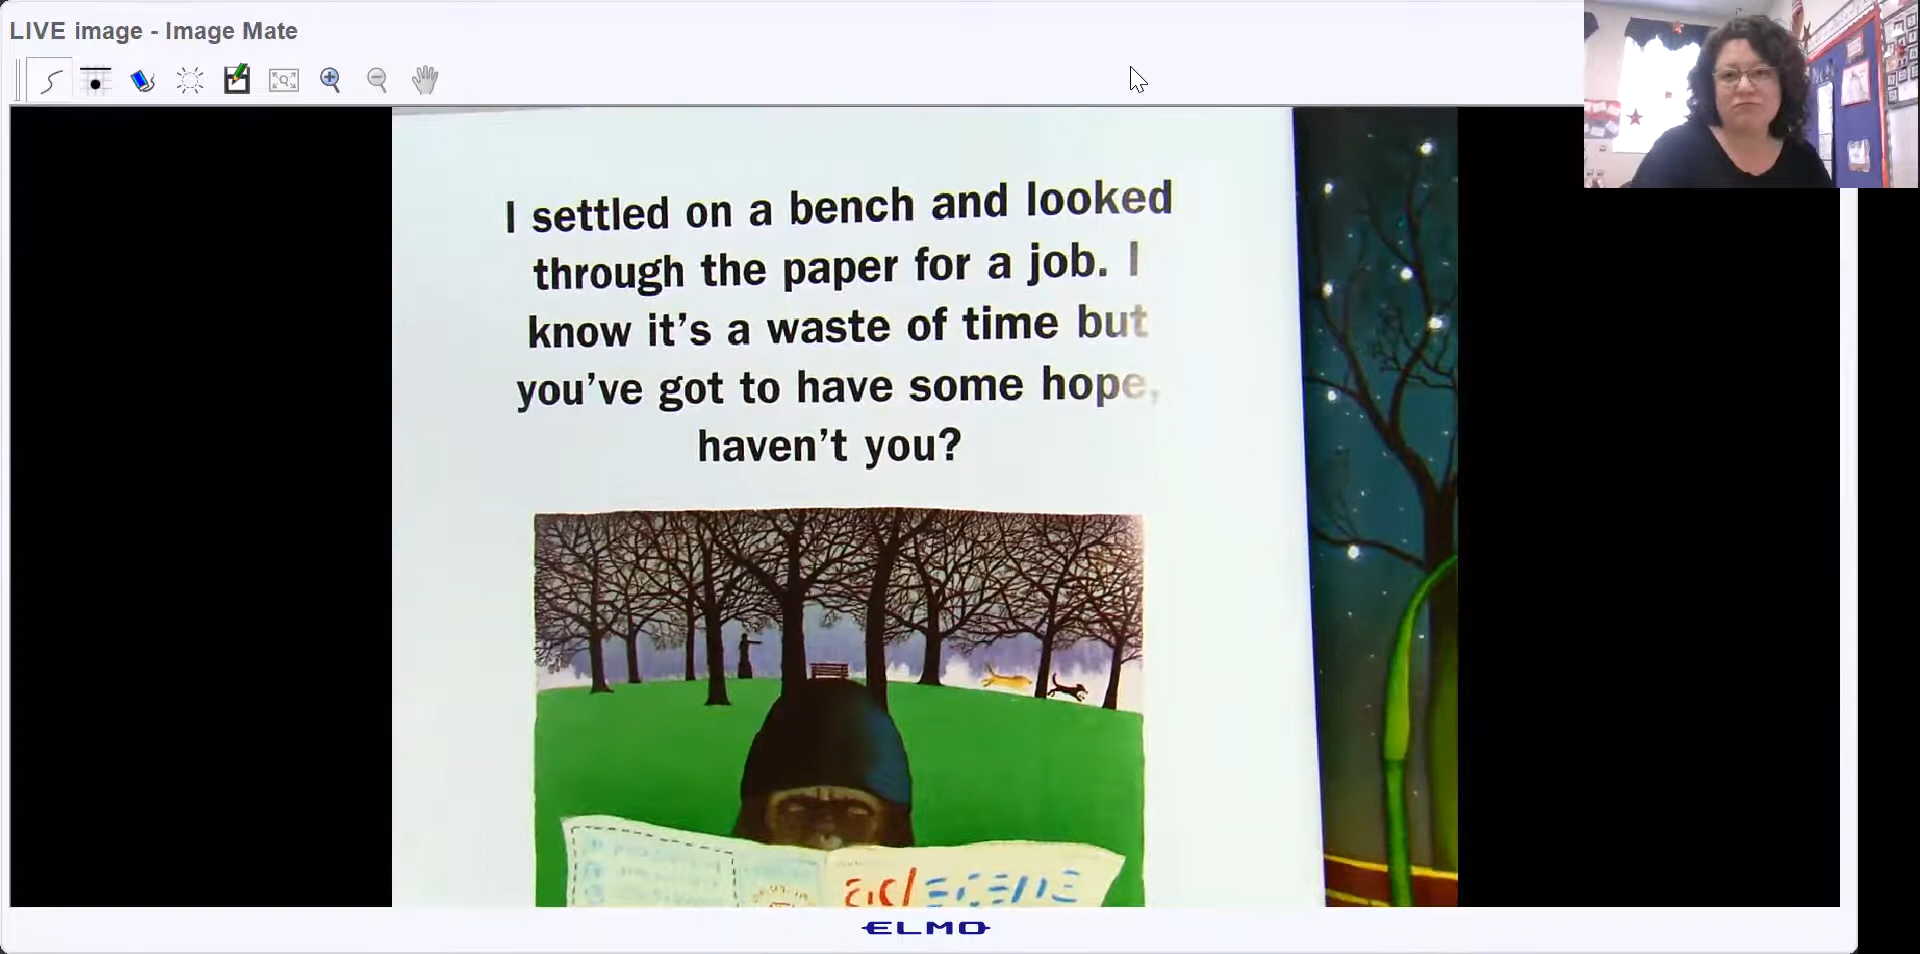 LIVE image - Image Mate
I settled on a bench and looked
through the paper for a job. I
know it's a waste of time but
you've got to have some hope,
haven't you?
ELMO